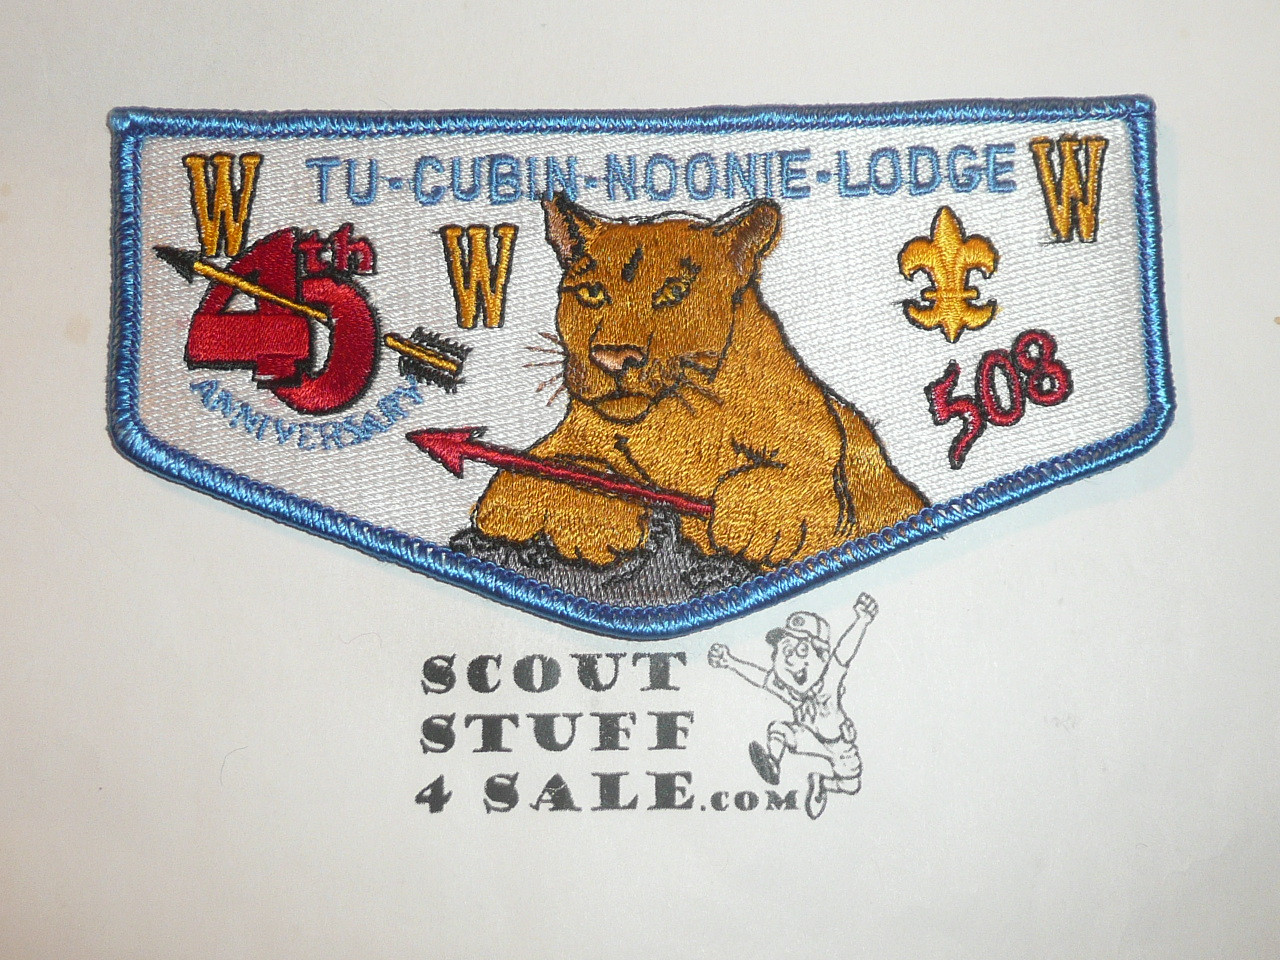 TU-CUBIN-NOONIE-LODGE
W W W
45th
ANNIVERSARY
508
SCOUT
STUFF
4 SALE.COM